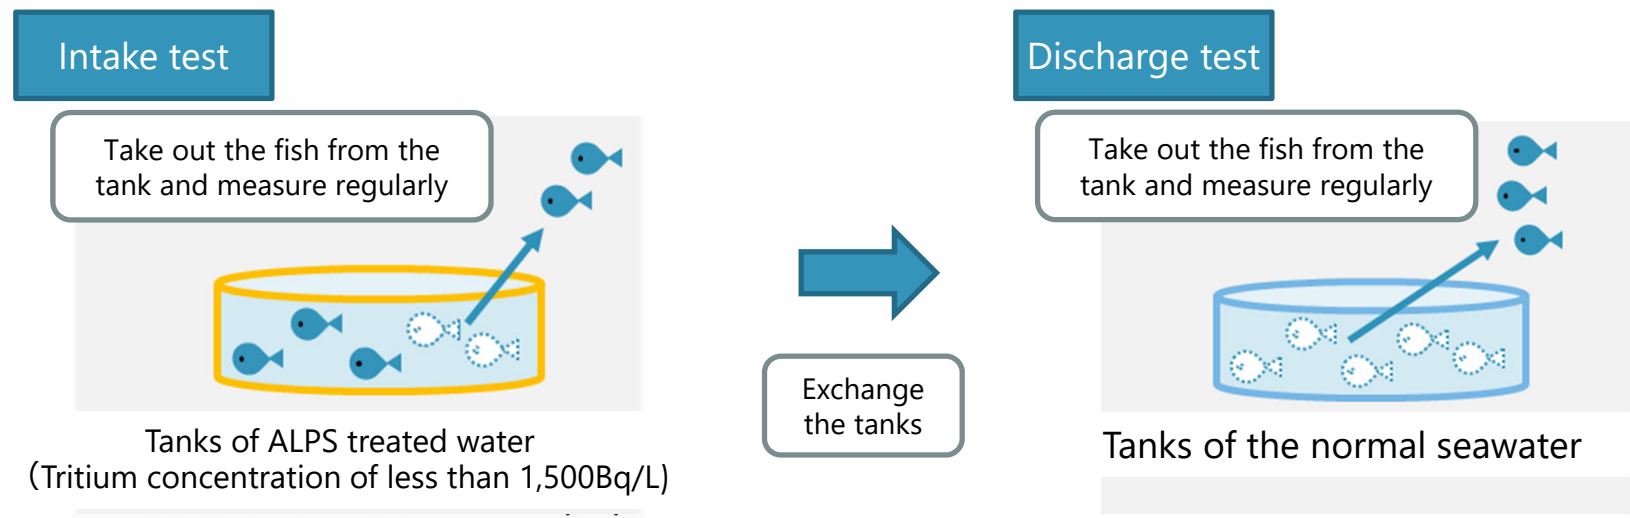 Intake test
Take out the fish from the
tank and measure regularly
Tanks of ALPS treated water
(Tritium concentration of less than 1,500Bq/L)
Exchange
the tanks
Discharge test
Take out the fish from the
tank and measure regularly
Tanks of the normal seawater